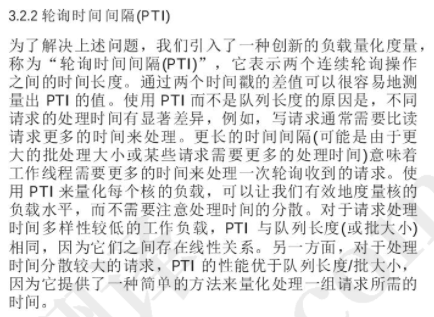 3.2.2 轮询时间间隔(PTI)
为了解决上述问题，我们引入了一种创新的负载量化度量，
称为“轮询时间间隔(PTI)”，它表示两个连续轮询操作
之间的时间长度。通过两个时间戳的差值可以很容易地测
量出 PTI 的值。使用 PTI 而不是队列长度的原因是，不同
请求的处理时间有显著差异，例如，写请求通常需要比读
请求更多的时间来处理。更长的时间间隔(可能是由于更
大的批处理大小或某些请求需要更多的处理时间)意味着
工作线程需要更多的时间来处理一次轮询收到的请求。使
用 PTI 来量化每个核的负载，可以让我们有效地度量核的
负载水平，而不需要注意处理时间的分散。对于请求处理
时间多样性较低的工作负载，PTI 与队列长度(或批大小)
相同，因为它们之间存在线性关系。另一方面，对于处理
时间分散较大的请求，PTI 的性能优于队列长度/批大小，
因为它提供了一种简单的方法来量化处理一组请求所需的
时间。